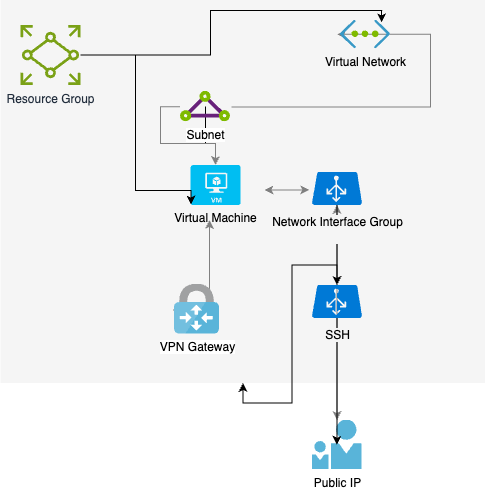 Virtual Network
Resource Group
Subnet
VM
Virtual Machine
Network Interface Group
SSH
VPN Gateway
Public IP